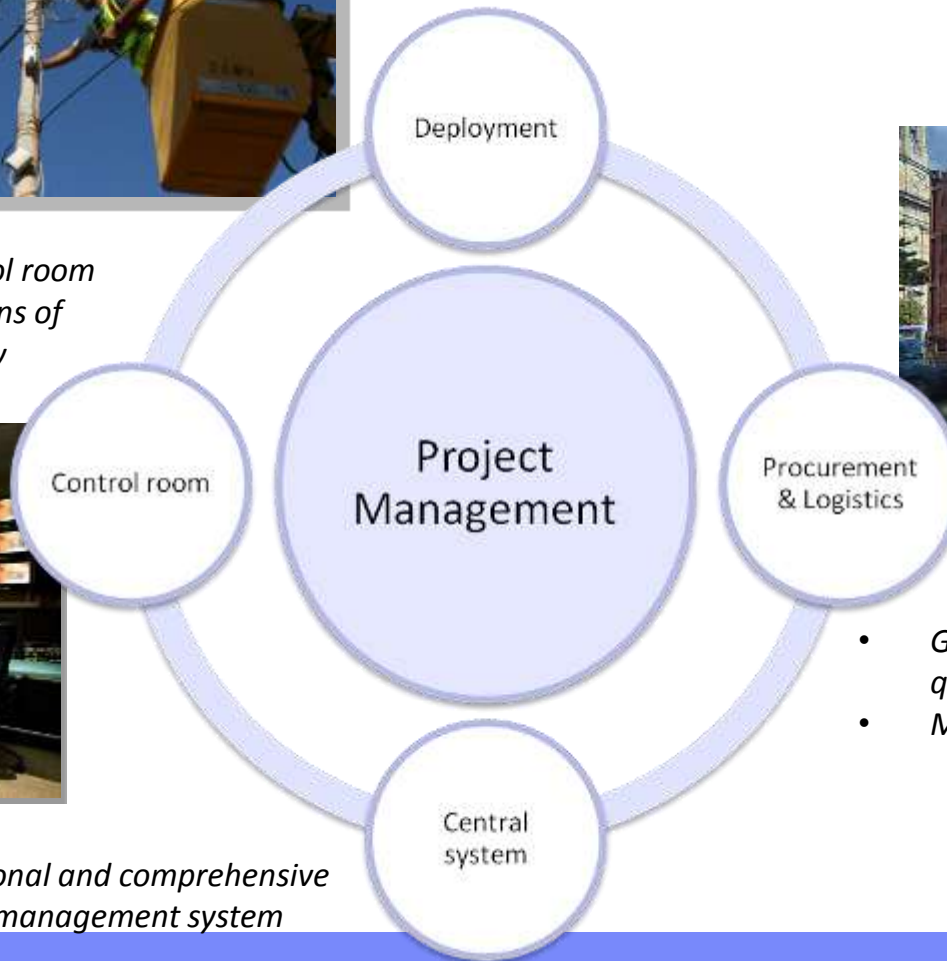 Deployment
ol room
ns of
Control room
Project
Management
Procurement
& Logistics
G
q
M
Central
system
onal and comprehensive
management system